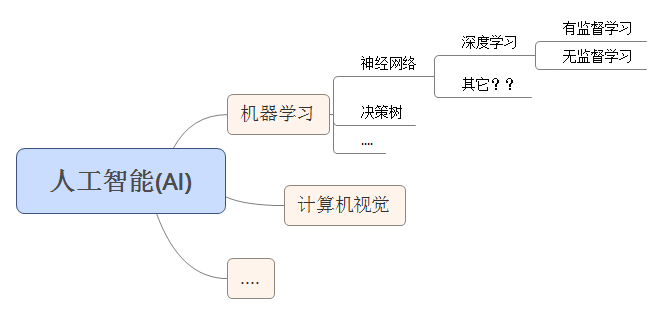 人工智能(AI)
机器学习
神经网络
深度学习
有监督学习
无监督学习
其它？？
决策树
....
计算机视觉
....